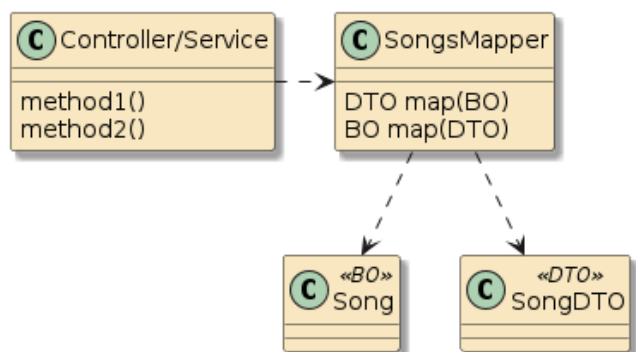 C Controller/Service
method1()
method2()
C SongsMapper
DTO map(BO)
BO map(DTO)
C «BO»
Song
C «DTO»
SongDTO